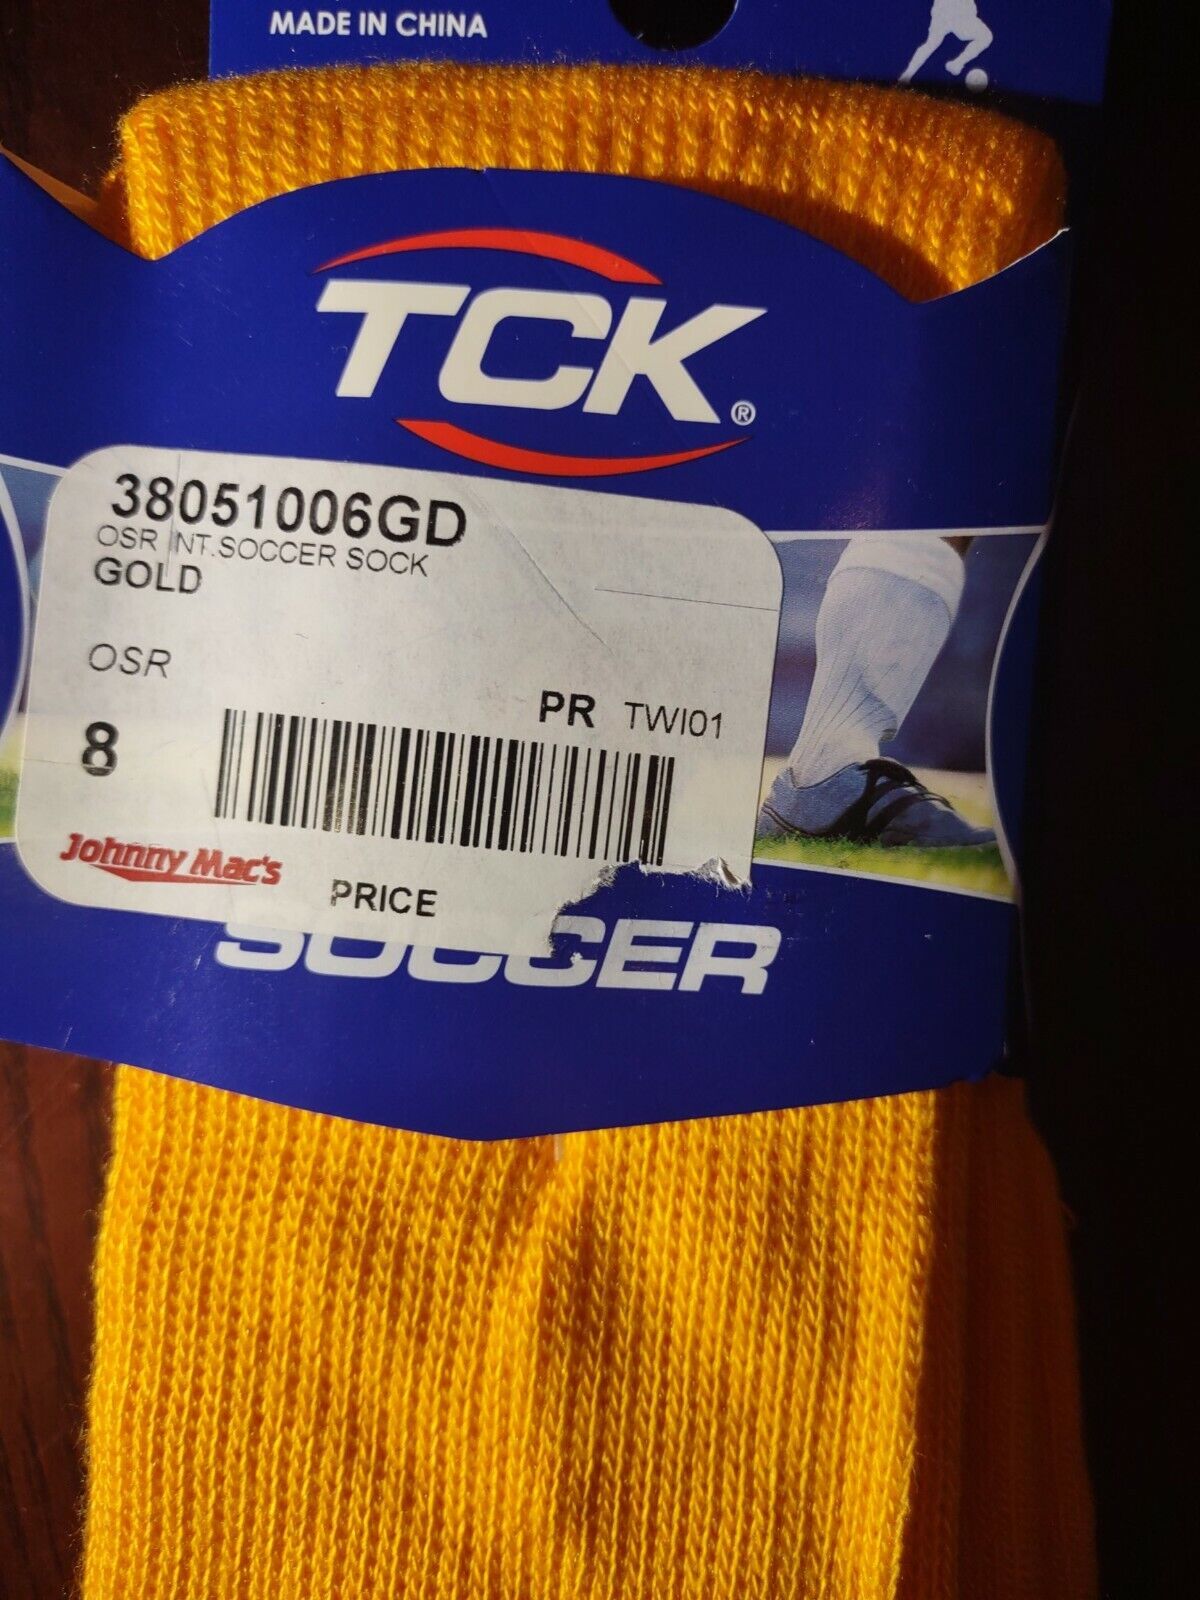 MADE IN CHINA
TCK®
38051006GD
OSR INT.SOCCER SOCK
GOLD
OSR
PR TWI01
8
Johnny Mac's
PRICE
SOCCER